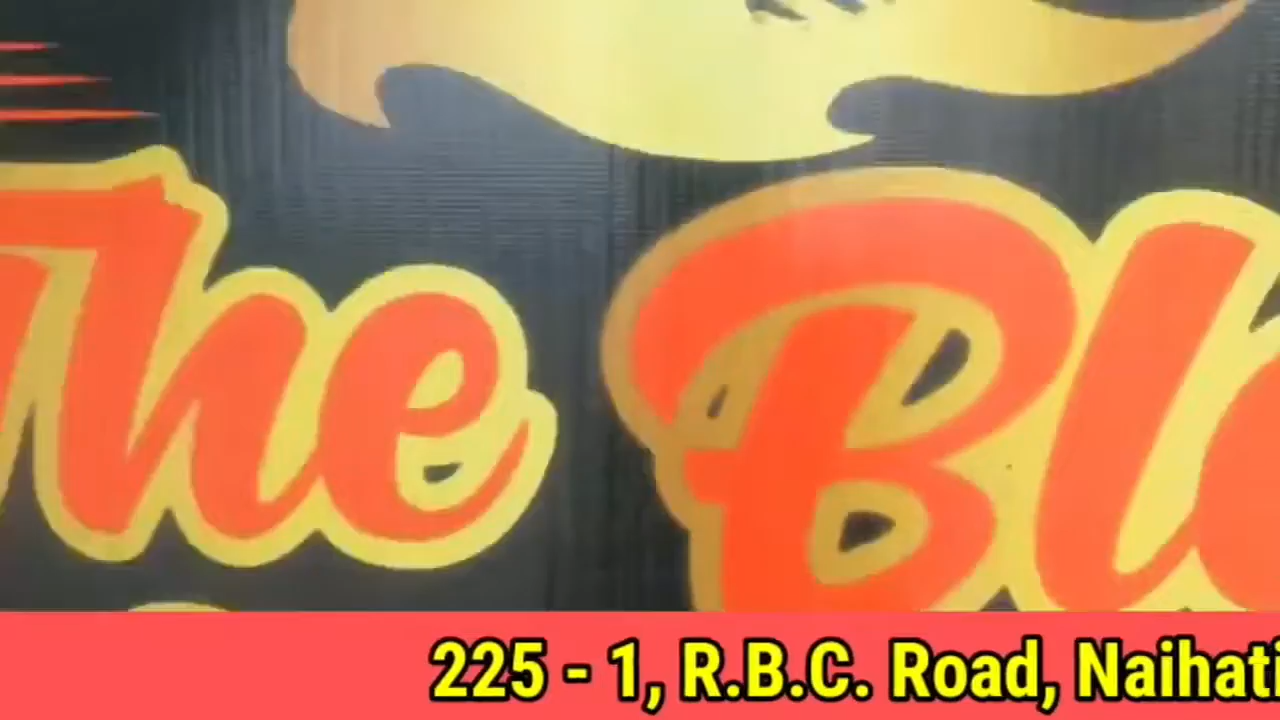 The
225 - 1, R.B.C. Road, Naihati